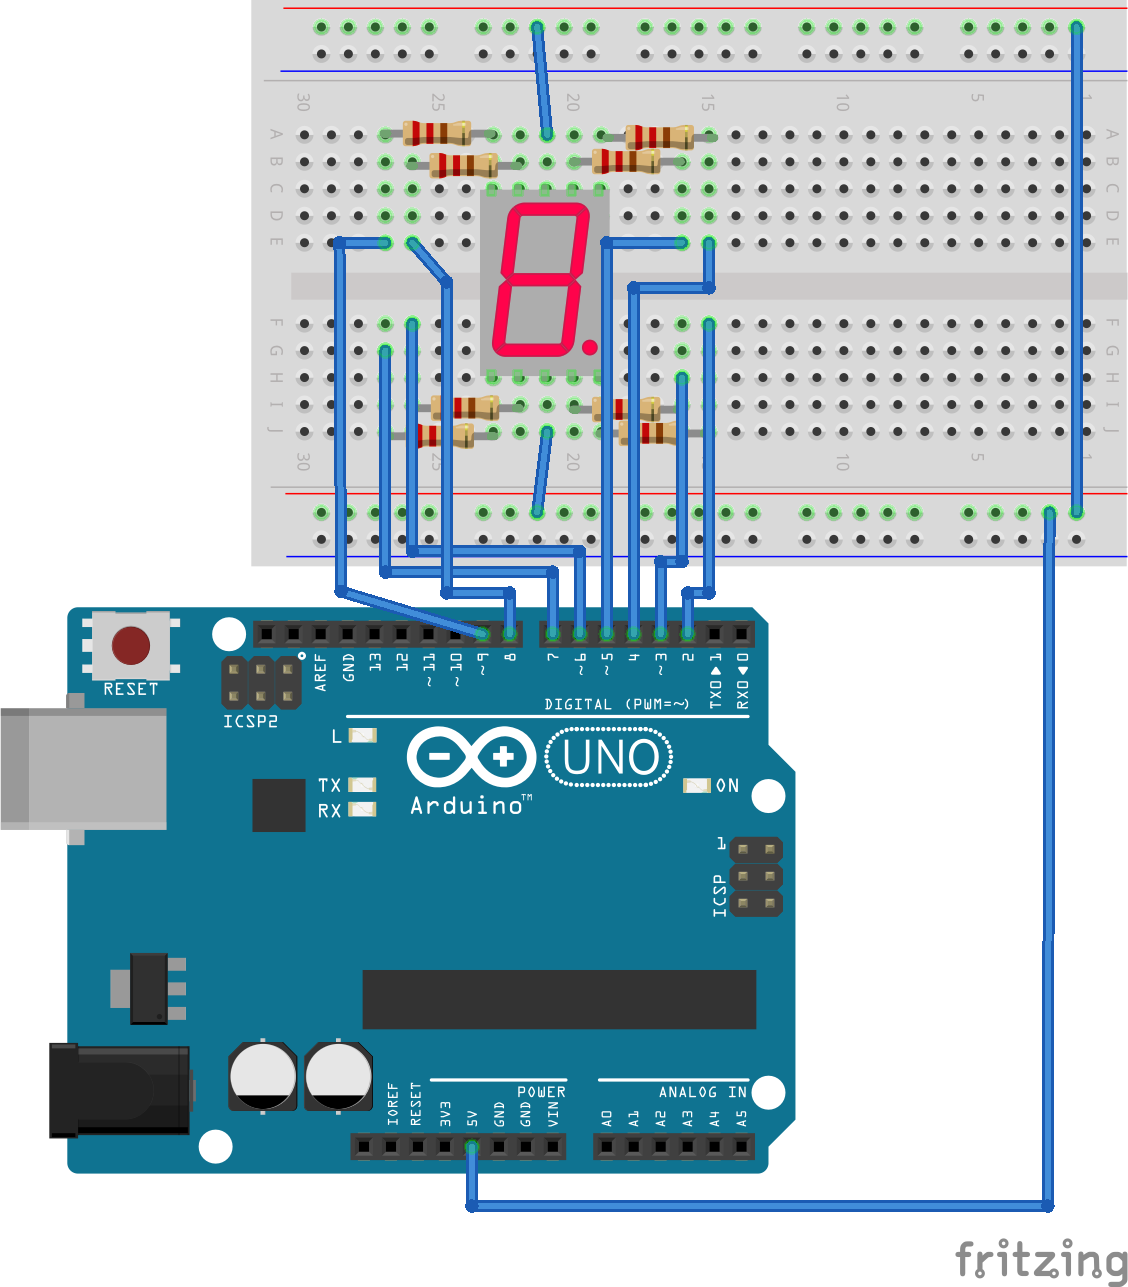 30 25 20 15 10 5 1
A A
B B
C C
D D
E E
F F
G G
H H
I I
J J
30 25 20 10 5 1
RESET
ICSP2
AREF
GND
13
12
~11
~10
~9
8
7
~6
~5
4
~3
2
TX0▶1
RX0◀0
DIGITAL (PWM=~)
L
TX
RX
UNO
Arduino™
ON
1
ICSP
IOREF
RESET
3V3
5V
GND
GND
VIN
POWER
ANALOG IN
A0
A1
A2
A3
A4
A5
fritzing